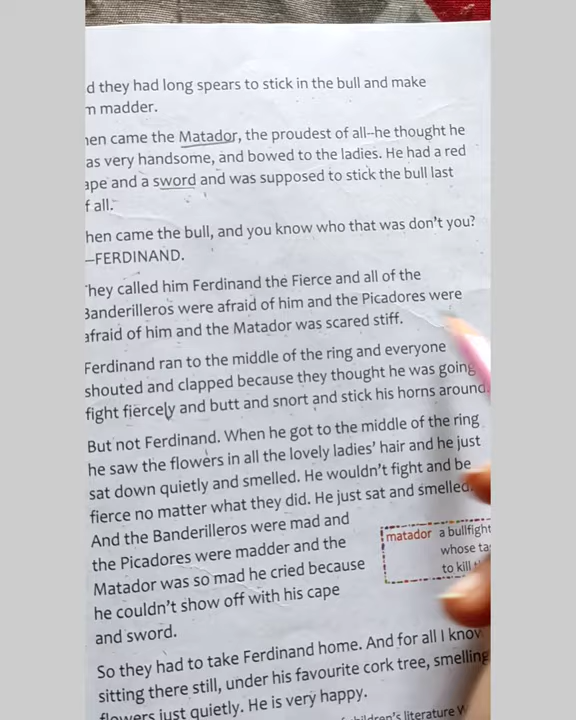 d they had long spears to stick in the bull and make
m madder.
hen came the Matador, the proudest of all–he thought he
as very handsome, and bowed to the ladies. He had a red
ape and a sword and was supposed to stick the bull last
f all.
hen came the bull, and you know who that was don't you?
–FERDINAND.
They called him Ferdinand the Fierce and all of the
Banderilleros were afraid of him and the Picadores were
afraid of him and the Matador was scared stiff.
Ferdinand ran to the middle of the ring and everyone
shouted and clapped because they thought he was going
fight fiercely and butt and snort and stick his horns around.
But not Ferdinand. When he got to the middle of the ring
he saw the flowers in all the lovely ladies' hair and he just
sat down quietly and smelled. He wouldn't fight and be
fierce no matter what they did. He just sat and smelled.
And the Banderilleros were mad and
the Picadores were madder and the
Matador was so mad he cried because
he couldn't show off with his cape
and sword.
matador a bullfight
whose ta
to kill
So they had to take Ferdinand home. And for all I know
sitting there still, under his favourite cork tree, smelling
flowers just quietly. He is very happy.
children's literature W